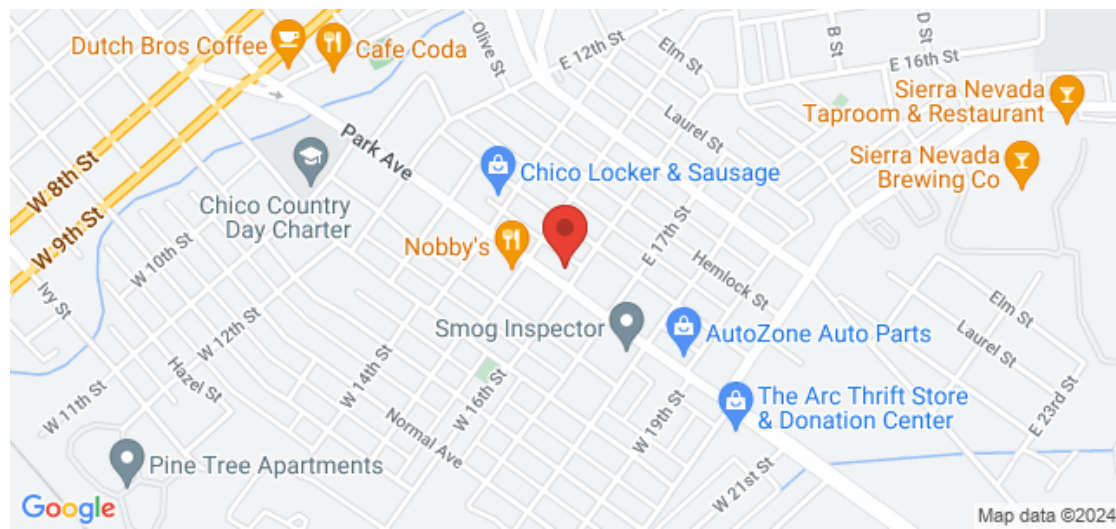 Dutch Bros Coffee
Cafe Coda
Olive St
E 12th St
Elm St
B St
D St
E 16th St
Sierra Nevada
Taproom & Restaurant
Laurel St
Park Ave
W 8th St
W 9th St
Chico Locker & Sausage
Sierra Nevada
Brewing Co
Chico Country
Day Charter
W 10th St
Nobby's
E 17th St
Hemlock St
Ivy St
W 12th St
Smog Inspector
AutoZone Auto Parts
Elm St
Laurel St
Hazel St
W 14th St
W 16th St
W 11th St
Normal Ave
W 19th St
The Arc Thrift Store
& Donation Center
E 23rd St
Pine Tree Apartments
W 21st St
Google
Map data ©2024